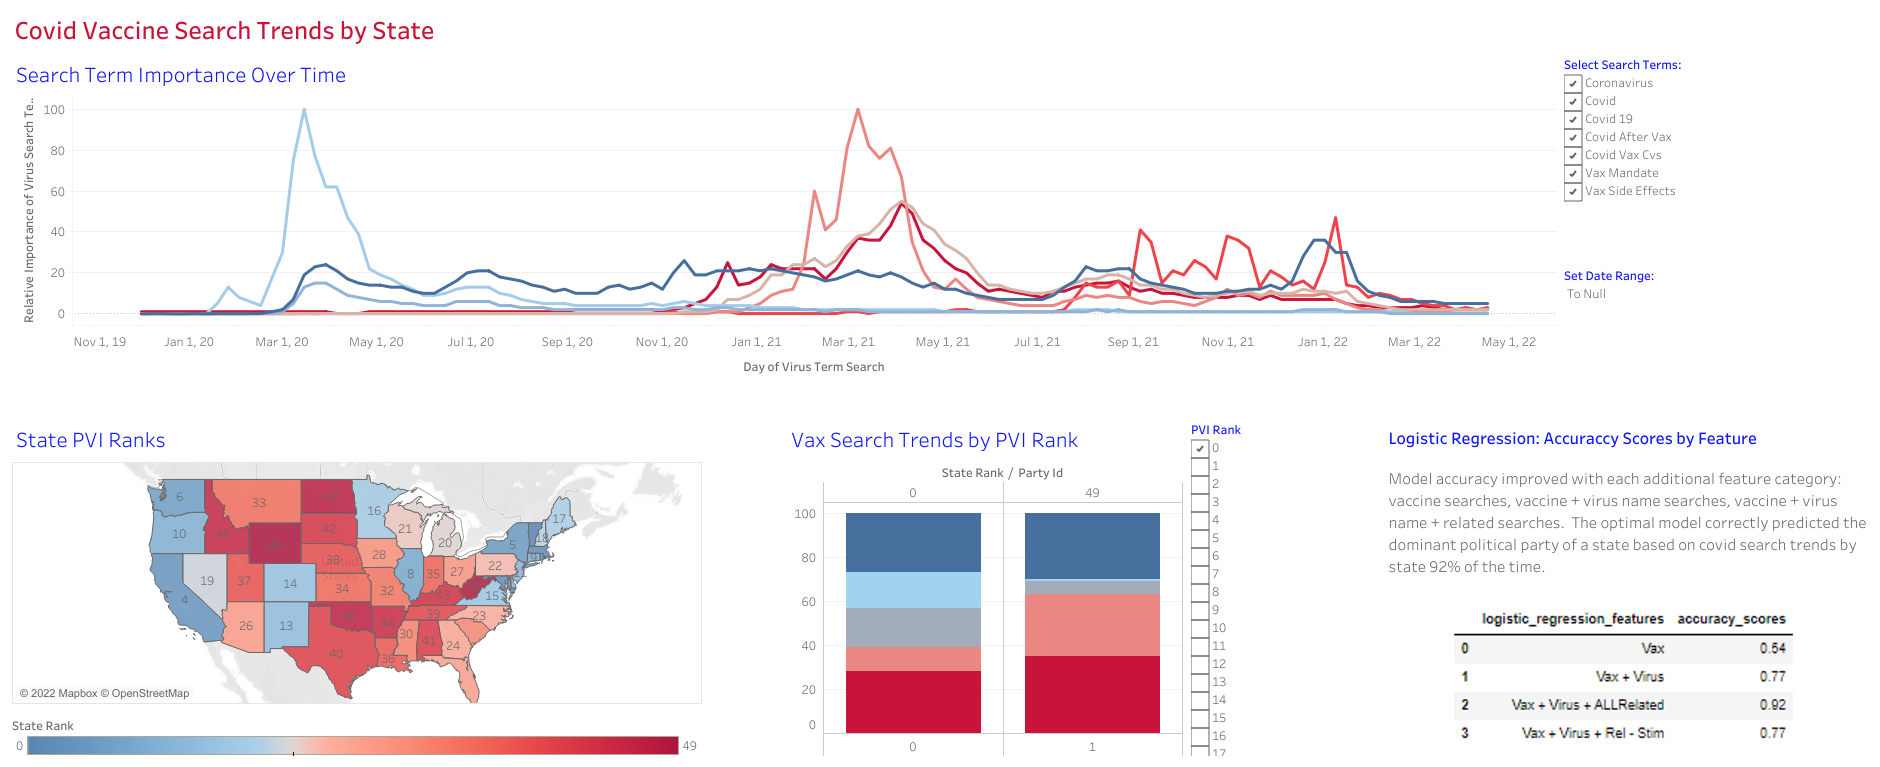 Covid Vaccine Search Trends by State
Search Term Importance Over Time
Relative Importance of Virus Search Te..
100
80
60
40
20
0
Nov 1, 19
Jan 1, 20
Mar 1, 20
May 1, 20
Jul 1, 20
Sep 1, 20
Nov 1, 20
Jan 1, 21
Mar 1, 21
May 1, 21
Jul 1, 21
Sep 1, 21
Nov 1, 21
Jan 1, 22
Mar 1, 22
May 1, 22
Day of Virus Term Search
Select Search Terms:
Coronavirus
Covid
Covid 19
Covid After Vax
Covid Vax Cvs
Vax Mandate
Vax Side Effects
Set Date Range:
To Null
State PVI Ranks
6
33
16
17
10
42
21
20
18
5
9
19
37
14
38
28
8
35
27
22
States
4
34
32
43
15
26
13
39
23
44
30
41
24
40
36
© 2022 Mapbox © OpenStreetMap
State Rank
0
49
Vax Search Trends by PVI Rank
State Rank / Party Id
0
49
100
80
60
40
20
0
0
1
PVI Rank
0
1
2
3
4
5
6
7
8
9
10
11
12
13
14
15
16
17
Logistic Regression: Accuraccy Scores by Feature
Model accuracy improved with each additional feature category:
vaccine searches, vaccine + virus name searches, vaccine + virus
name + related searches. The optimal model correctly predicted the
dominant political party of a state based on covid search trends by
state 92% of the time.
logistic_regression_features accuracy_scores
0 Vax 0.54
1 Vax + Virus 0.77
2 Vax + Virus + ALLRelated 0.92
3 Vax + Virus + Rel - Stim 0.77